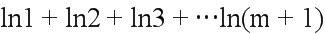 ln1 + ln2 + ln3 + ⋯ln(m + 1)